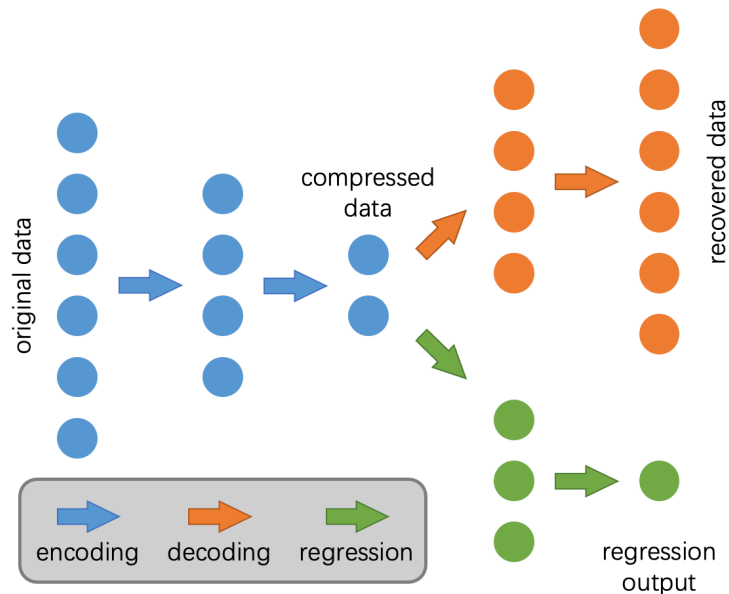 original data
compressed
data
recovered data
encoding
decoding
regression
regression
output